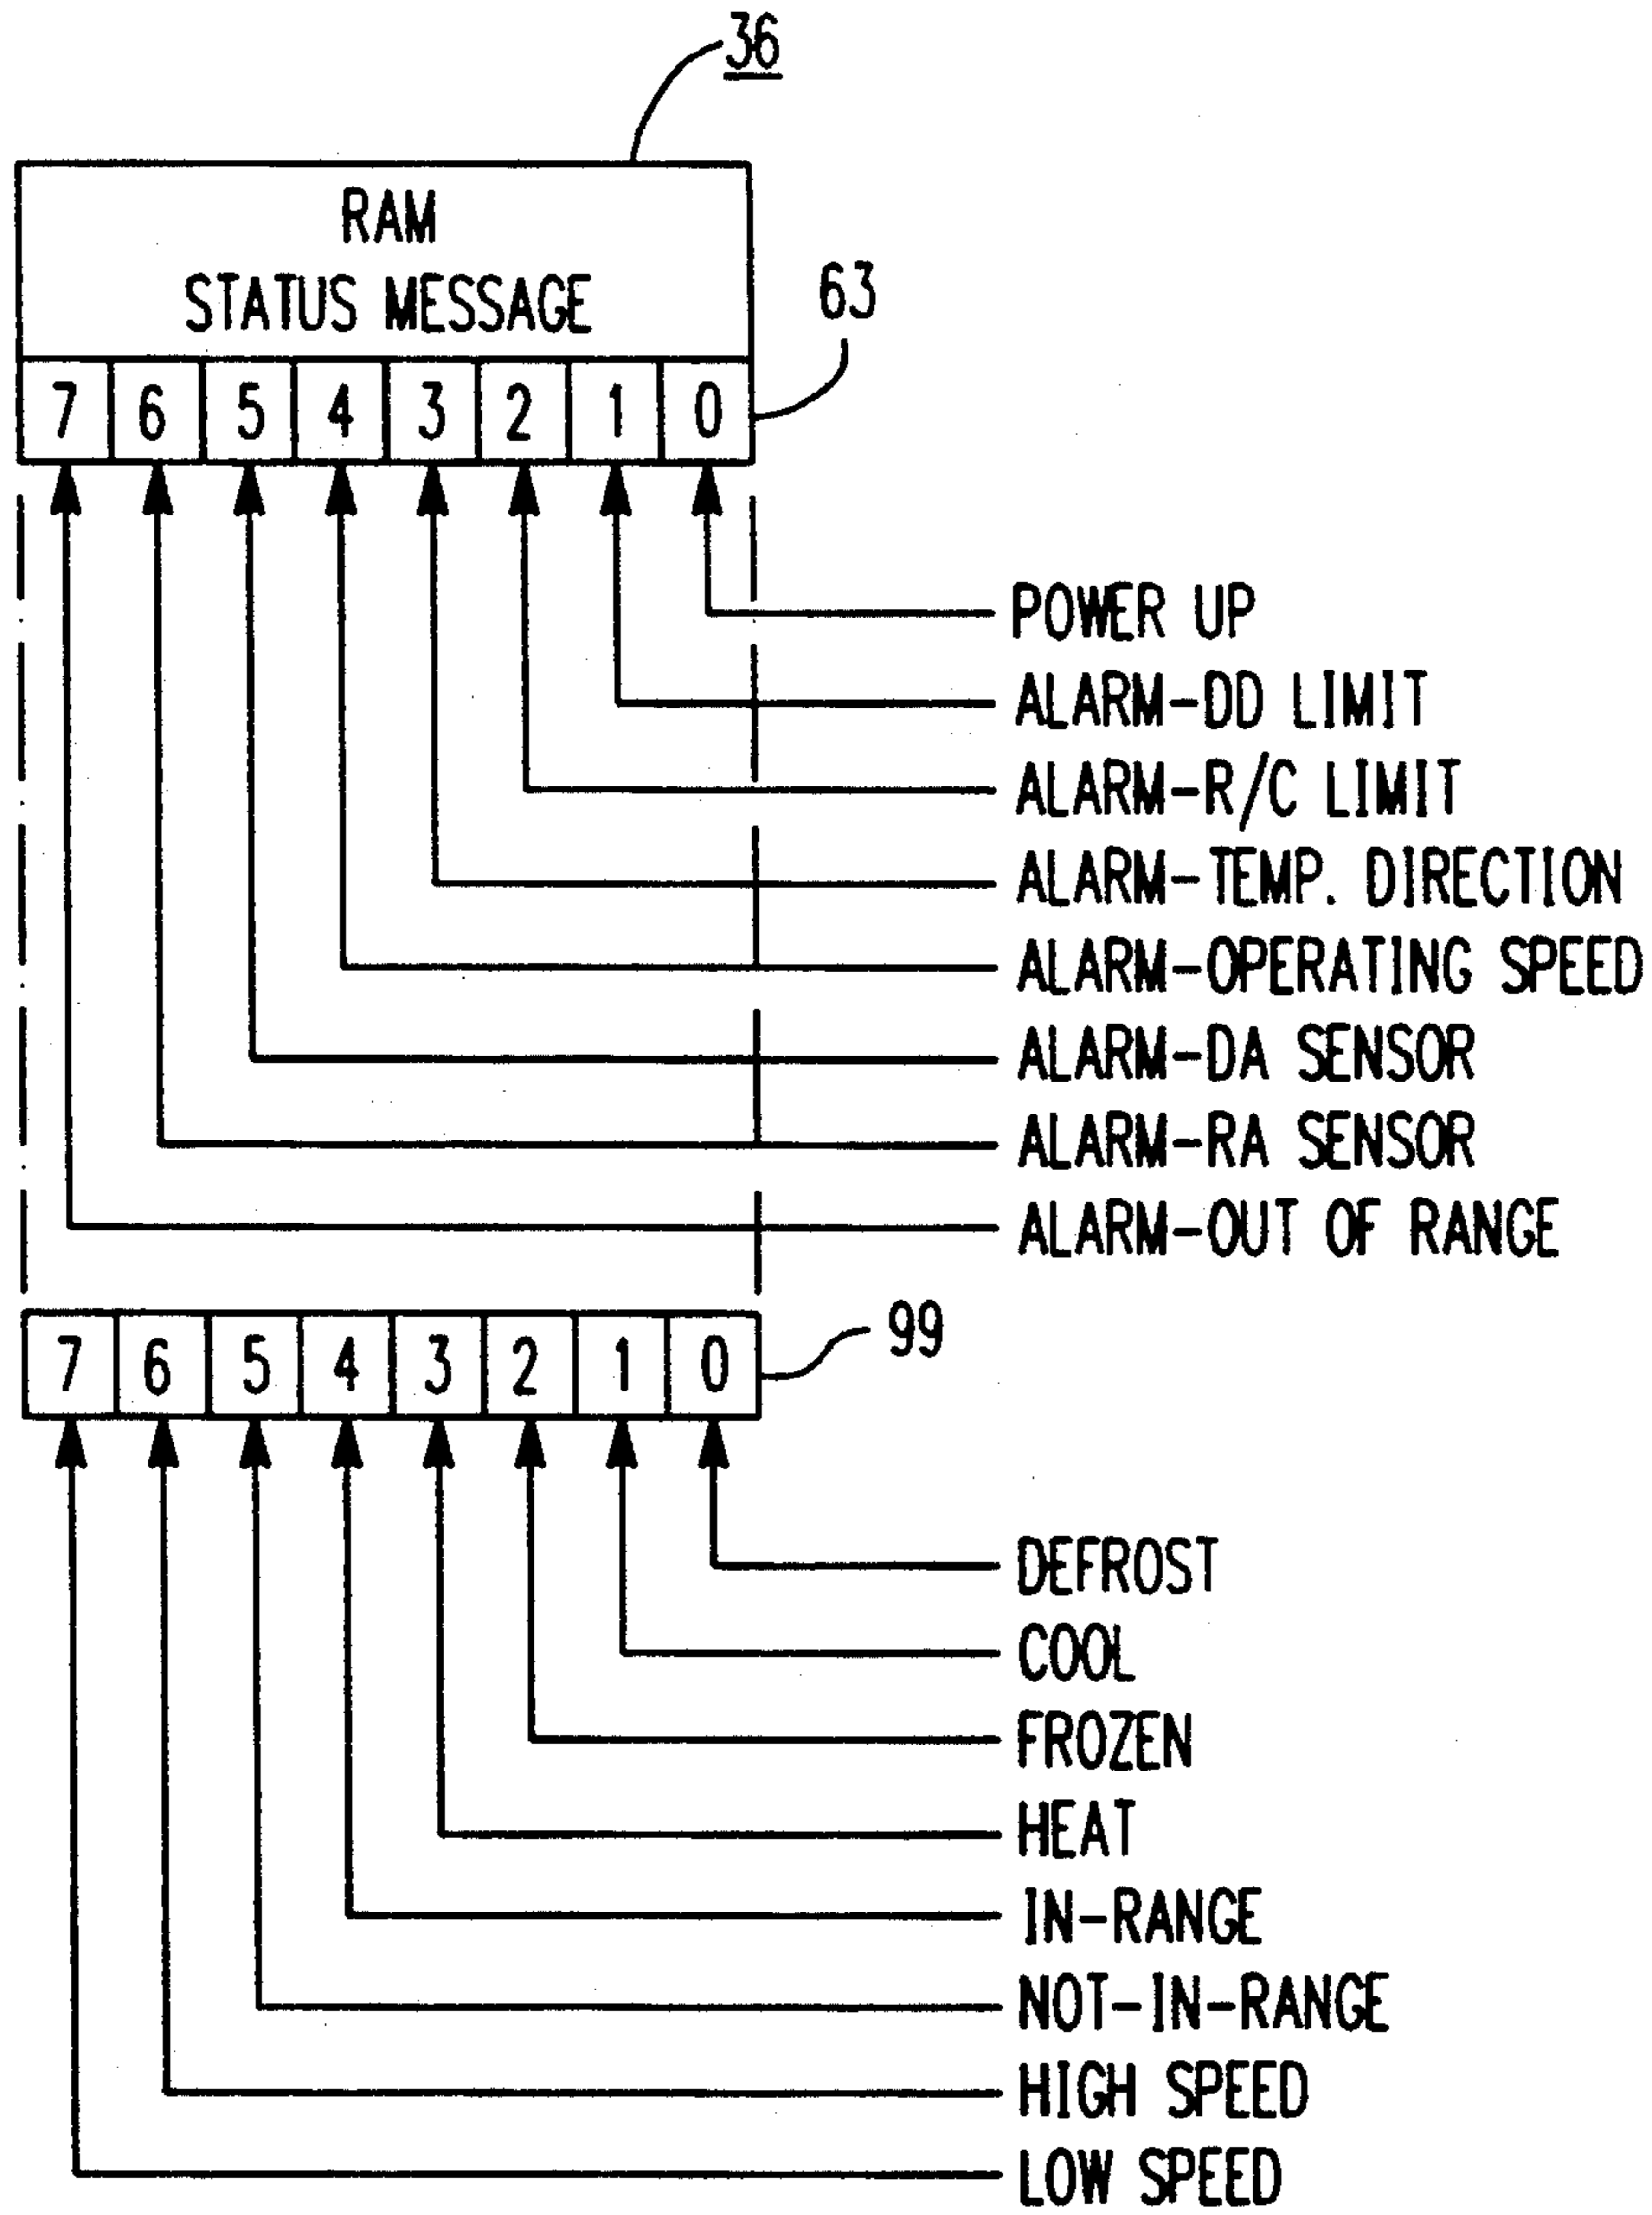 36
RAM
STATUS MESSAGE
63
7 6 5 4 3 2 1 0
POWER UP
ALARM-DD LIMIT
ALARM-R/C LIMIT
ALARM-TEMP. DIRECTION
ALARM-OPERATING SPEED
ALARM-DA SENSOR
ALARM-RA SENSOR
ALARM-OUT OF RANGE
99
7 6 5 4 3 2 1 0
DEFROST
COOL
FROZEN
HEAT
IN-RANGE
NOT-IN-RANGE
HIGH SPEED
LOW SPEED